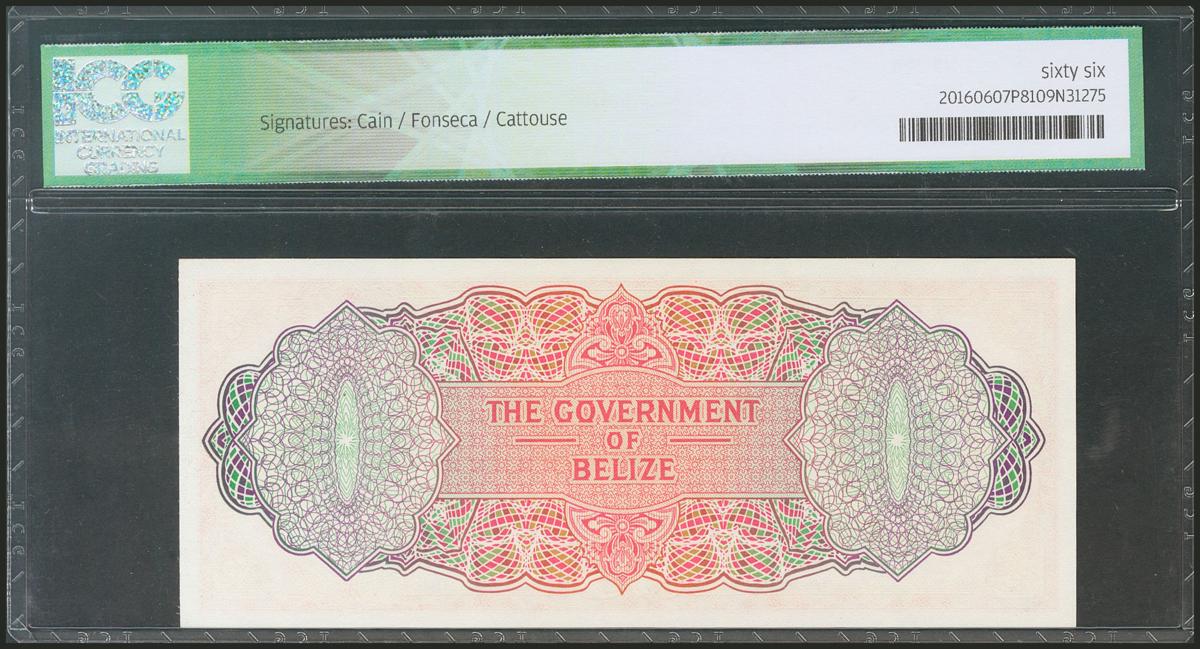 ICG
INTERNATIONAL
CURRENCY
GRADING
Signatures: Cain / Fonseca / Cattouse
sixty six
20160607P8109N31275
THE GOVERNMENT
OF
BELIZE